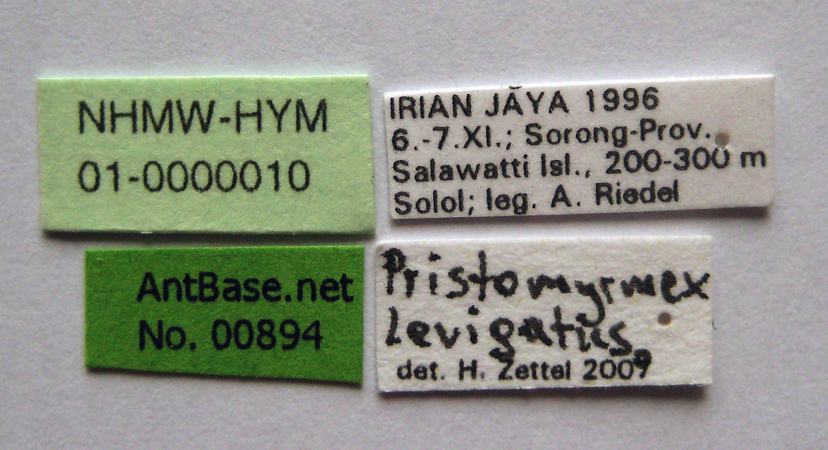 NHMW-HYM
01-0000010
IRIAN JAYA 1996
6.-7.XI.; Sorong-Prov.
Salawatti Isl., 200-300 m
Solol; leg. A. Riedel
AntBase.net
No. 00894
Pristomyrmex
Levigatus
det. H. Zettel 2009